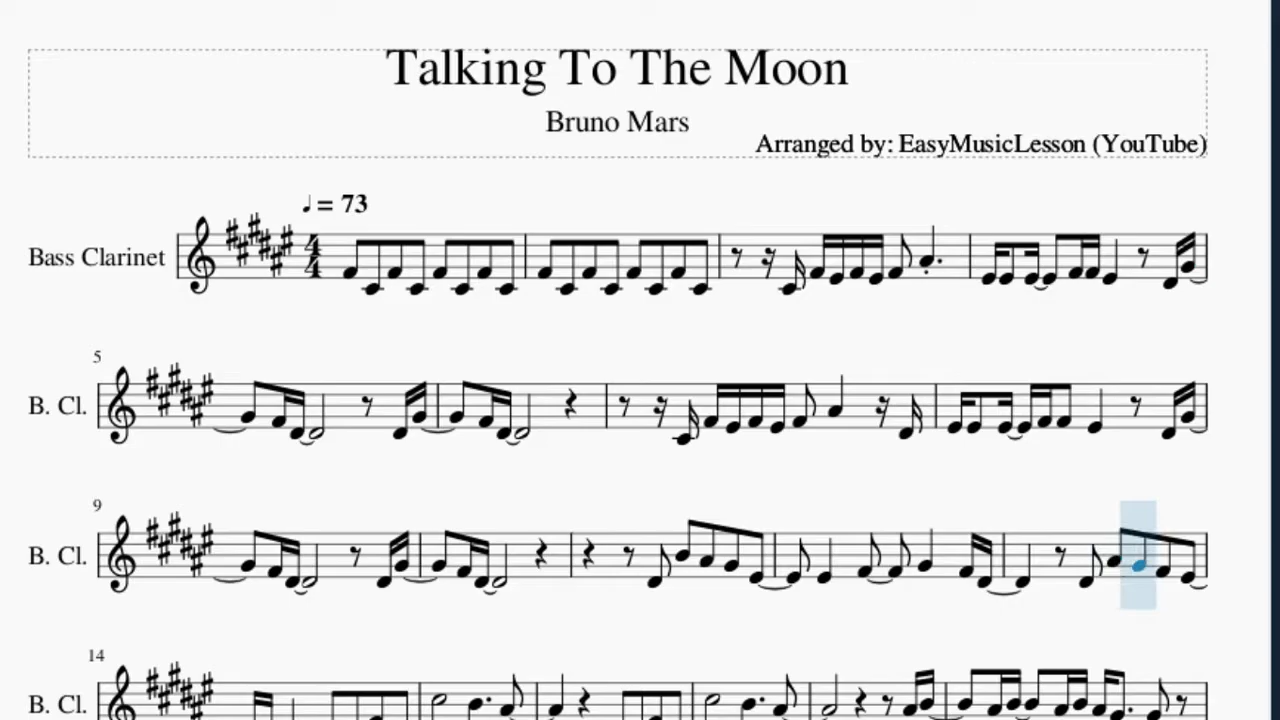 Talking To The Moon
Bruno Mars
Arranged by: EasyMusicLesson (YouTube)
♩ = 73
Bass Clarinet
4
4
5
B. Cl.
9
B. Cl.
14
B. Cl.